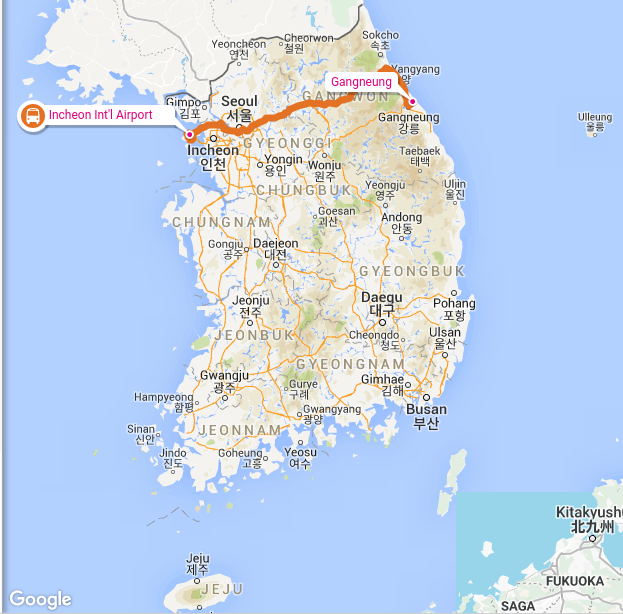 Cheorwon
철원
Sokcho
속초
Yeoncheon
연천
Yangyang
양
Gangneung
GANGWON
Gimpo
김포
Seoul
서울
Incheon Int'l Airport
Gangneung
강릉
Ulleung
울릉
Incheon
인천
GYEONGGI
Taebaek
태백
Yongin
용인
Wonju
원주
CHUNGBUK
Yeongju
영주
Uljin
울진
CHUNGNAM
Goesan
괴산
Andong
안동
Gongju
공주
Daejeon
대전
GYEONGBUK
Jeonju
전주
Daegu
대구
Pohang
포항
JEONBUK
Cheongdo
청도
Ulsan
울산
GYEONGNAM
Gwangju
광주
Gurye
구례
Gimhae
김해
Hampyeong
함평
Gwangyang
광양
Busan
부산
Sinan
신안
JEONNAM
Jindo
진도
Goheung
고흥
Yeosu
여수
Kitakyushu
北九州
Jeju
제주
JEJU
FUKUOKA
SAGA
Google